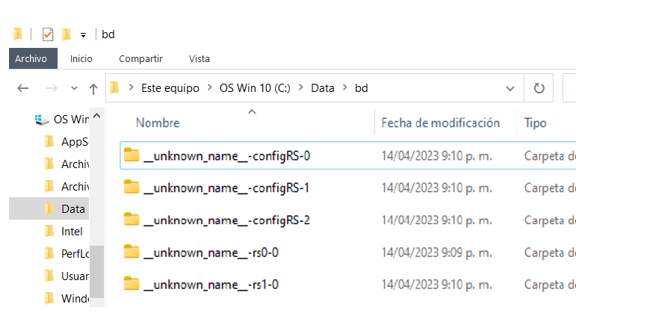 bd
Archivo Inicio Compartir Vista
Este equipo > OS Win 10 (C:) > Data > bd
OS Win
AppS
Archiv
Archiv
Data
Intel
PerfLo
Usuar
Windo
Nombre Fecha de modificación Tipo
__unknown_name__-configRS-0 14/04/2023 9:10 p. m. Carpeta de
__unknown_name__-configRS-1 14/04/2023 9:10 p. m. Carpeta de
__unknown_name__-configRS-2 14/04/2023 9:10 p. m. Carpeta de
__unknown_name__-rs0-0 14/04/2023 9:09 p. m. Carpeta de
__unknown_name__-rs1-0 14/04/2023 9:10 p. m. Carpeta de